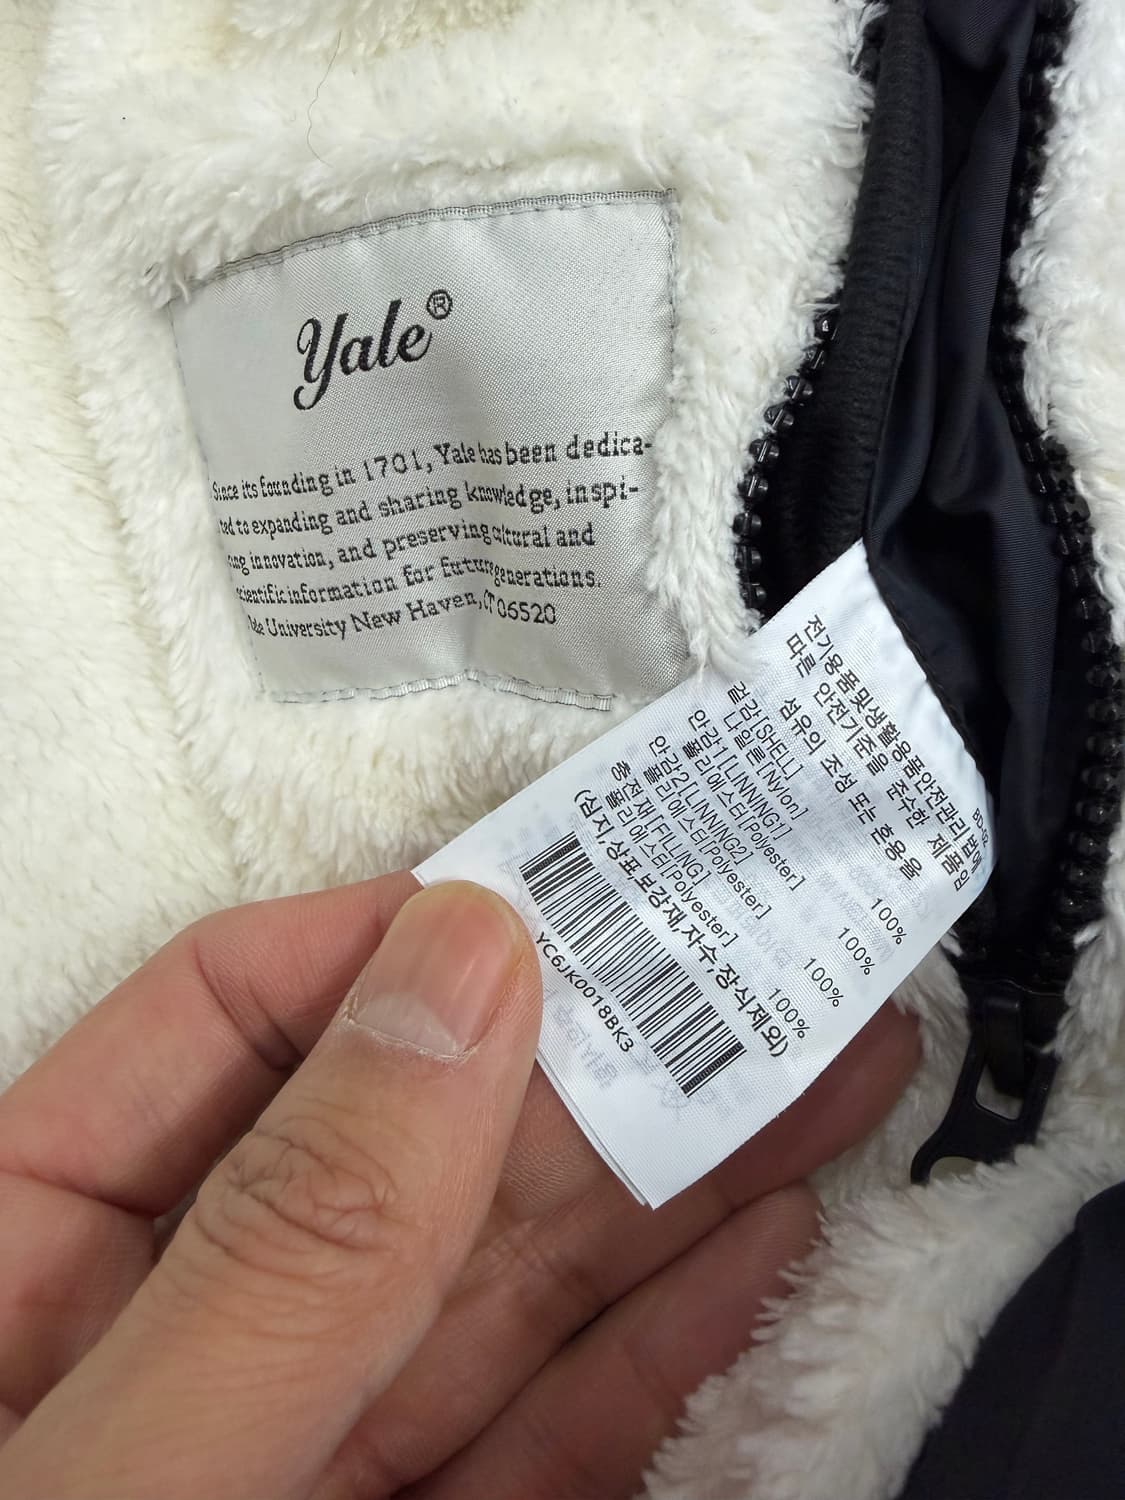 Yale®
Since its founding in 1701, Yale has been dedica-
ted to expanding and sharing knowledge, inspi-
ing innovation, and preserving cultural and
scientific information for future generations.
University New Haven, CT 06520
전기용품및생활용품안전관리법에
따른 안전기준을 준수한 제품임
섬유의 조성 또는 혼용율
겉감[SHELL]
나일론[Nylon] 100%
안감1[LINNING1]
폴리에스터[Polyester] 100%
안감2[LINNING2]
폴리에스터[Polyester] 100%
충전재[FILLING]
폴리에스터[Polyester] 100%
(심지,상표보강재,자수,장식제외)
YC6JK0018BK3